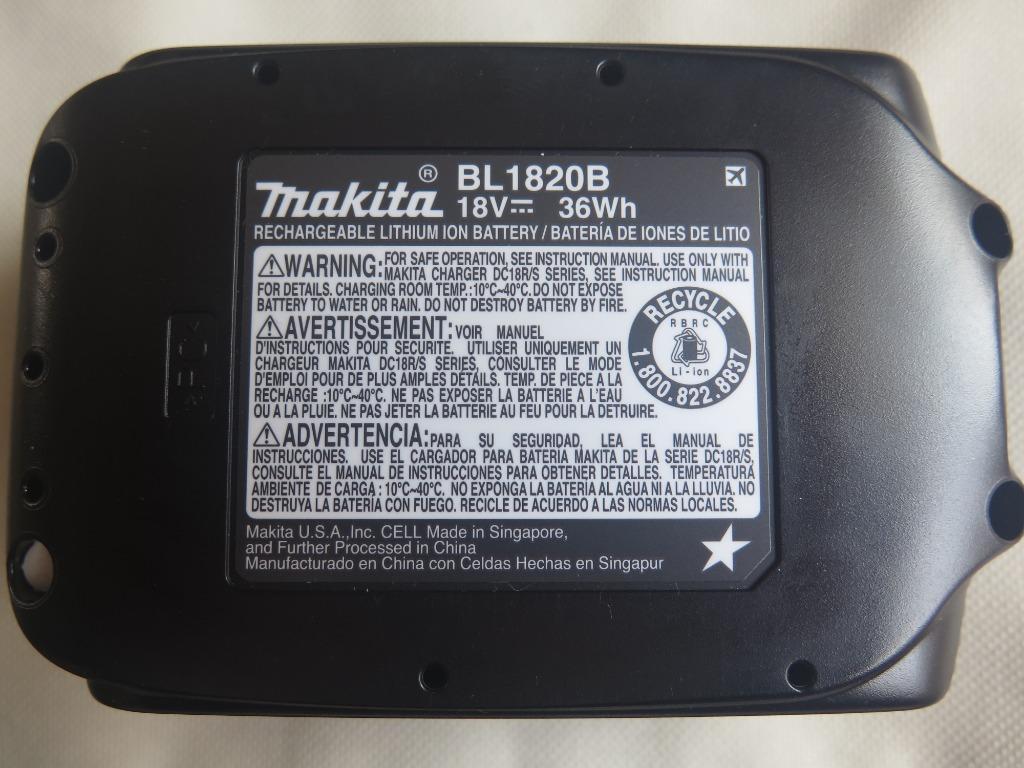 makita® BL1820B
18V⎓ 36Wh
RECHARGEABLE LITHIUM ION BATTERY / BATERÍA DE IONES DE LITIO
WARNING: FOR SAFE OPERATION, SEE INSTRUCTION MANUAL. USE ONLY WITH
MAKITA CHARGER DC18R/S SERIES, SEE INSTRUCTION MANUAL
FOR DETAILS. CHARGING ROOM TEMP.:10°C~40°C. DO NOT EXPOSE
BATTERY TO WATER OR RAIN. DO NOT DESTROY BATTERY BY FIRE.
AVERTISSEMENT: VOIR MANUEL
D'INSTRUCTIONS POUR SECURITE. UTILISER UNIQUEMENT UN
CHARGEUR MAKITA DC18R/S SERIES, CONSULTER LE MODE
D'EMPLOI POUR DE PLUS AMPLES DÉTAILS. TEMP. DE PIECE A LA
RECHARGE :10°C~40°C. NE PAS EXPOSER LA BATTERIE A L'EAU
OU A LA PLUIE. NE PAS JETER LA BATTERIE AU FEU POUR LA DETRUIRE.
RECYCLE
RBRC
Li-ion
1.800.822.8837
ADVERTENCIA: PARA SU SEGURIDAD, LEA EL MANUAL DE
INSTRUCCIONES. USE EL CARGADOR PARA BATERIA MAKITA DE LA SERIE DC18R/S,
CONSULTE EL MANUAL DE INSTRUCCIONES PARA OBTENER DETALLES. TEMPERATURA
AMBIENTE DE CARGA : 10°C~40°C. NO EXPONGA LA BATERIA AL AGUA NI A LA LLUVIA. NO
DESTRUYA LA BATERÍA CON FUEGO. RECICLE DE ACUERDO A LAS NORMAS LOCALES.
Makita U.S.A.,Inc. CELL Made in Singapore,
and Further Processed in China
Manufacturado en China con Celdas Hechas en Singapur